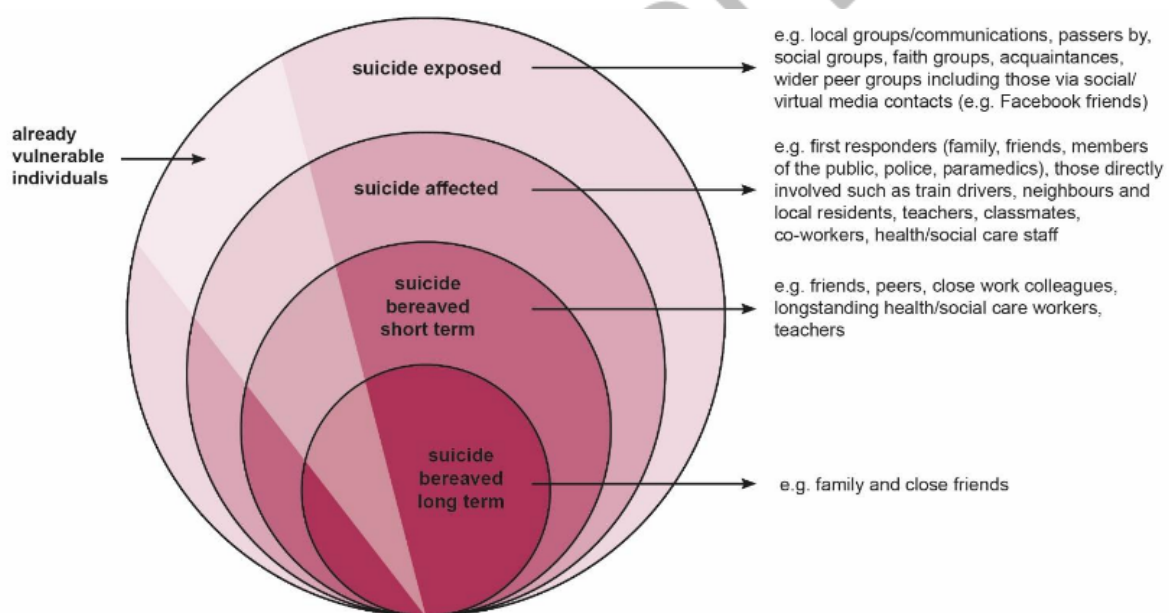 suicide exposed
e.g. local groups/communications, passers by,
social groups, faith groups, acquaintances,
wider peer groups including those via social/
virtual media contacts (e.g. Facebook friends)
already
vulnerable
individuals
suicide affected
e.g. first responders (family, friends, members
of the public, police, paramedics), those directly
involved such as train drivers, neighbours and
local residents, teachers, classmates,
co-workers, health/social care staff
suicide
bereaved
short term
e.g. friends, peers, close work colleagues,
longstanding health/social care workers,
teachers
suicide
bereaved
long term
e.g. family and close friends